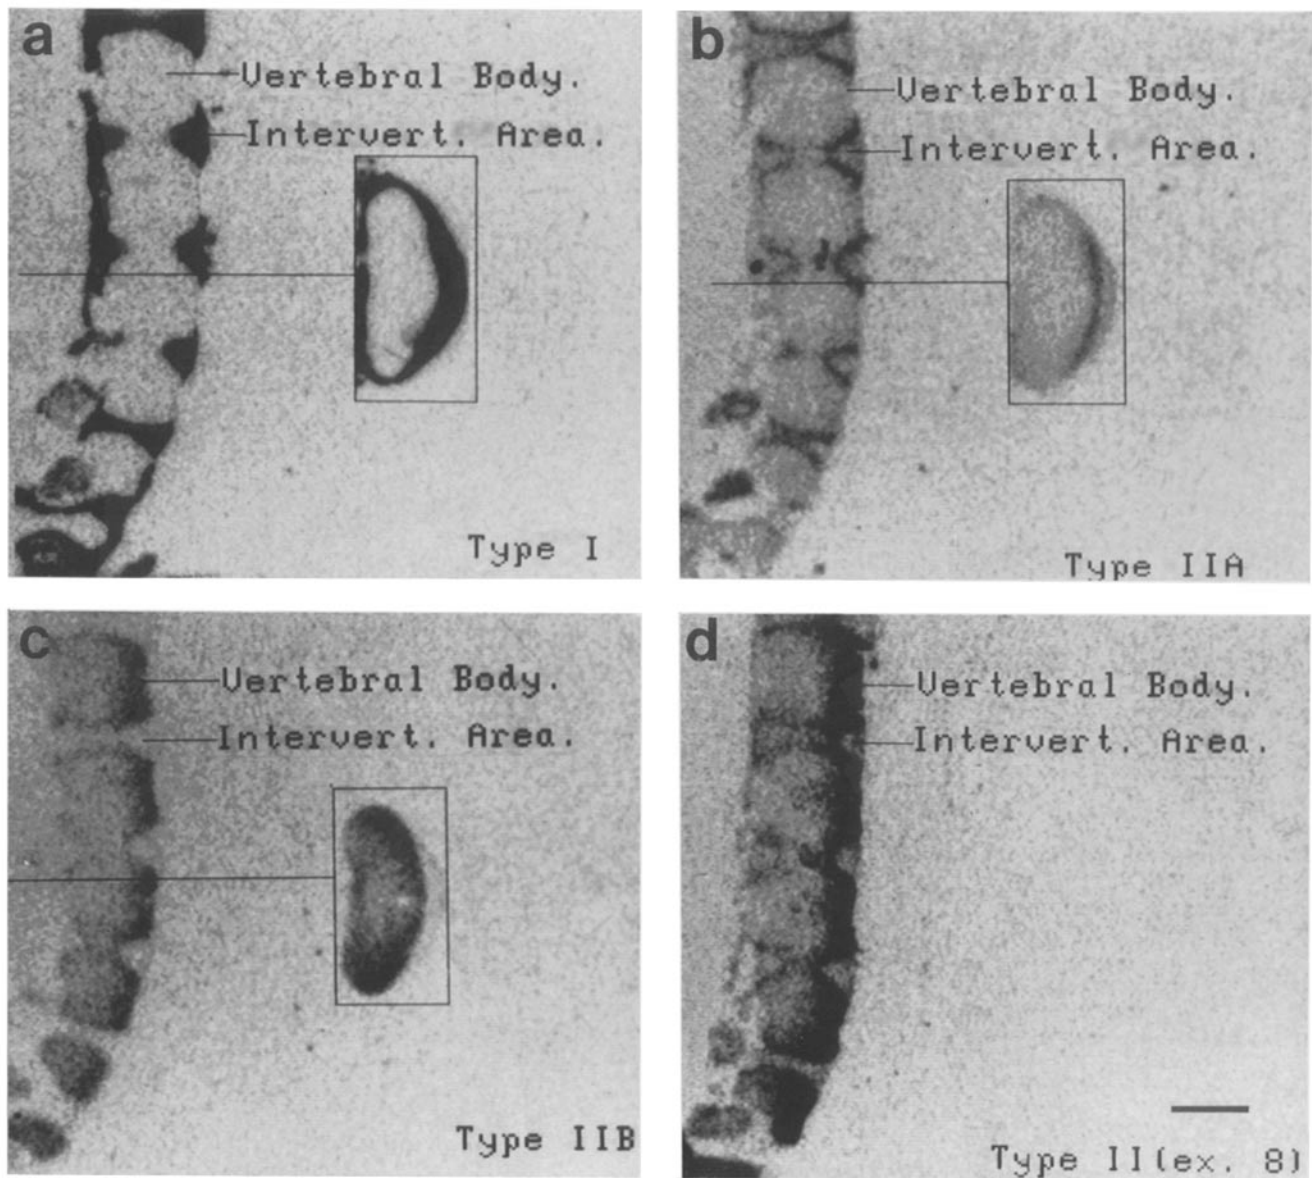 a
Vertebral Body.
Intervert. Area.
Type I
b
Vertebral Body.
Intervert. Area.
Type IIA
c
Vertebral Body.
Intervert. Area.
Type IIB
d
Vertebral Body.
Intervert. Area.
Type II(ex. 8)